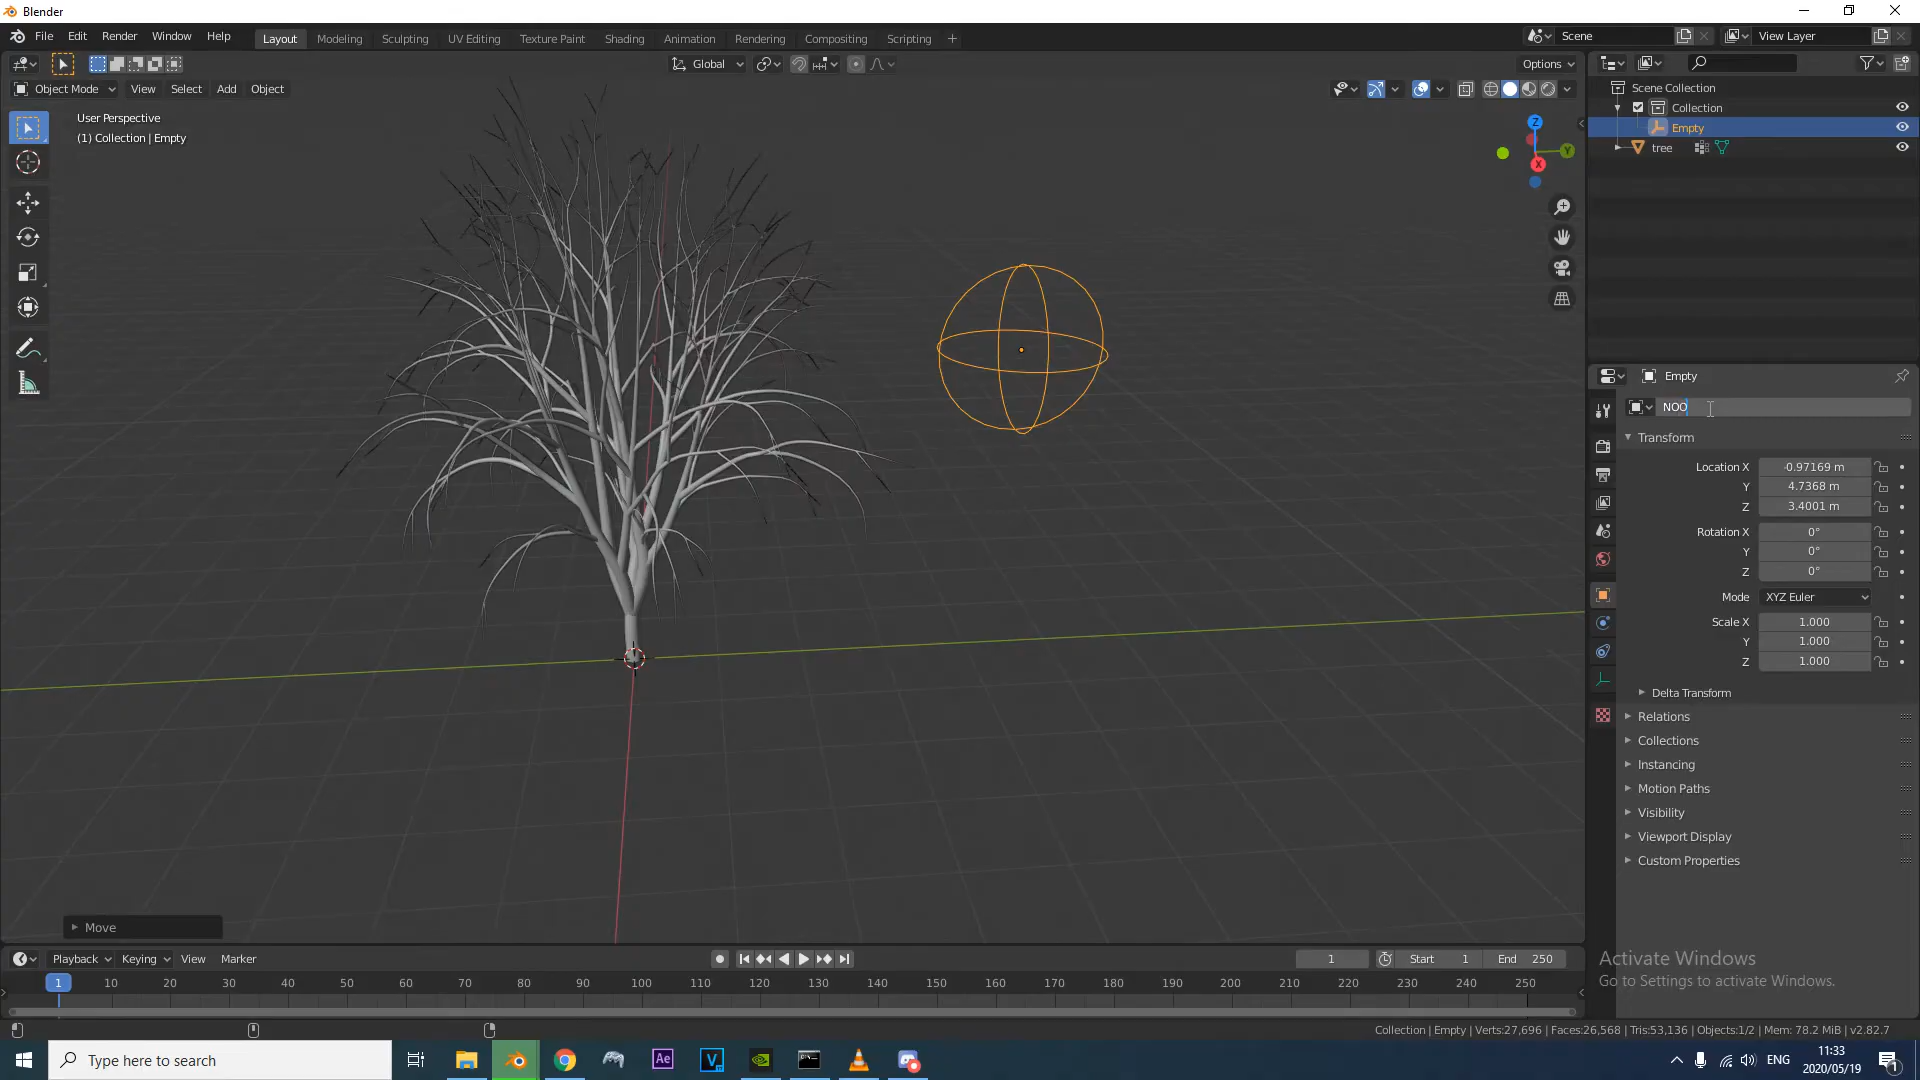 Blender
File Edit Render Window Help
Layout Modeling Sculpting UV Editing Texture Paint Shading Animation Rendering Compositing Scripting +
Scene
View Layer
Global
Options
Object Mode View Select Add Object
User Perspective
(1) Collection | Empty
Z
Y
X
Scene Collection
Collection
Empty
tree
Empty
NOO
Transform
Location X -0.97169 m
Y 4.7368 m
Z 3.4001 m
Rotation X 0°
Y 0°
Z 0°
Mode XYZ Euler
Scale X 1.000
Y 1.000
Z 1.000
Delta Transform
Relations
Collections
Instancing
Motion Paths
Visibility
Viewport Display
Custom Properties
Move
Activate Windows
Go to Settings to activate Windows.
Playback Keying View Marker
1
Start 1
End 250
1 10 20 30 40 50 60 70 80 90 100 110 120 130 140 150 160 170 180 190 200 210 220 230 240 250
Collection | Empty | Verts:27,696 | Faces:26,568 | Tris:53,136 | Objects:1/2 | Mem: 78.2 MiB | v2.82.7
Type here to search
Ae
V
ENG
11:33
2020/05/19
1